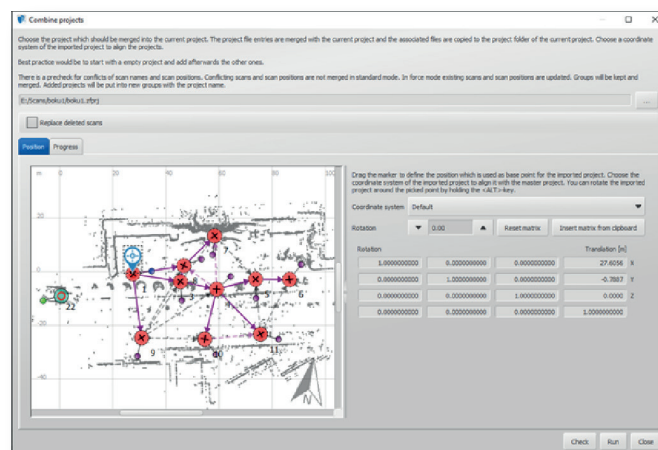 Combine projects
Choose the project which should be merged into the current project. The project file entries are merged with the current project and the associated files are copied to the project folder of the current project. Choose a coordinate
system of the imported project to align the projects.
Best practice would be to start with a empty project and add afterwards the other ones.
There is a precheck for conflicts of scan names and scan positions. Conflicting scans and scan positions are not merged in standard mode. In force mode existing scans and scan positions are updated. Groups will be kept and
merged. Added projects will be put into new groups with the project name.
E:/Scans/boku1/boku1.zfprj
...
Replace deleted scans
Position Progress
Drag the marker to define the position which is used as base point for the imported project. Choose the
coordinate system of the imported project to align it with the master project. You can rotate the imported
project around the picked point by holding the <ALT>-key.
Coordinate system Default
Rotation 0.00 Reset matrix Insert matrix from clipboard
Rotation Translation [m]
1.0000000000 0.0000000000 0.0000000000 27.6056 X
0.0000000000 1.0000000000 0.0000000000 -0.7887 Y
0.0000000000 0.0000000000 1.0000000000 0.0000 Z
0.0000000000 0.0000000000 0.0000000000 1.0000000000
m 0 20 40 60 80 100
20
7
0
1 3 6
22
-20
9 10 11
-40
N
Check Run Close